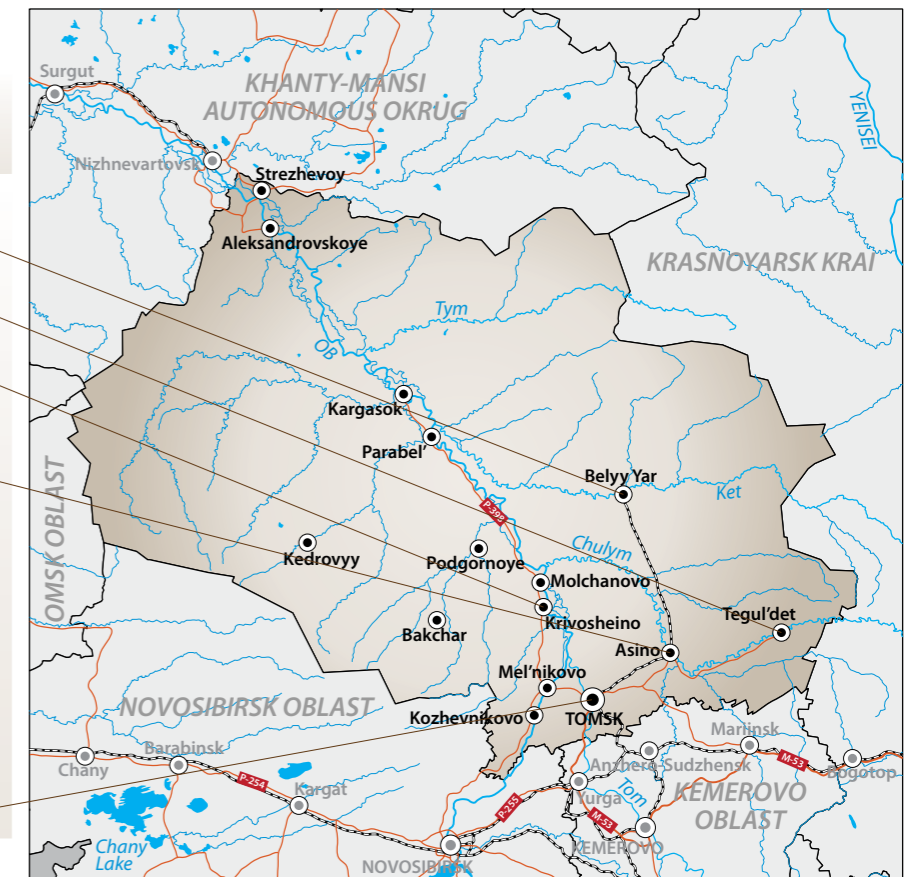 Surgut
KHANTY-MANSI
AUTONOMOUS OKRUG
YENISEI
Nizhnevartovsk
Strezhevoy
Aleksandrovskoye
KRASNOYARSK KRAI
Tym
OB
Kargasok
Parabel'
Belyy Yar
Ket
P-398
OMSK OBLAST
Kedrovyy
Podgornoye
Chulym
Molchanovo
Krivosheino
Tegul'det
Bakchar
Asino
Mel'nikovo
NOVOSIBIRSK OBLAST
Kozhevnikovo
TOMSK
Mariinsk
Barabinsk
Chany
Anzhero-Sudzhensk
M-53
Bogotop
P-254
Kargat
Yurga
Tom
KEMEROVO
OBLAST
P-255
M-53
Chany
Lake
NOVOSIBIRSK
KEMEROVO